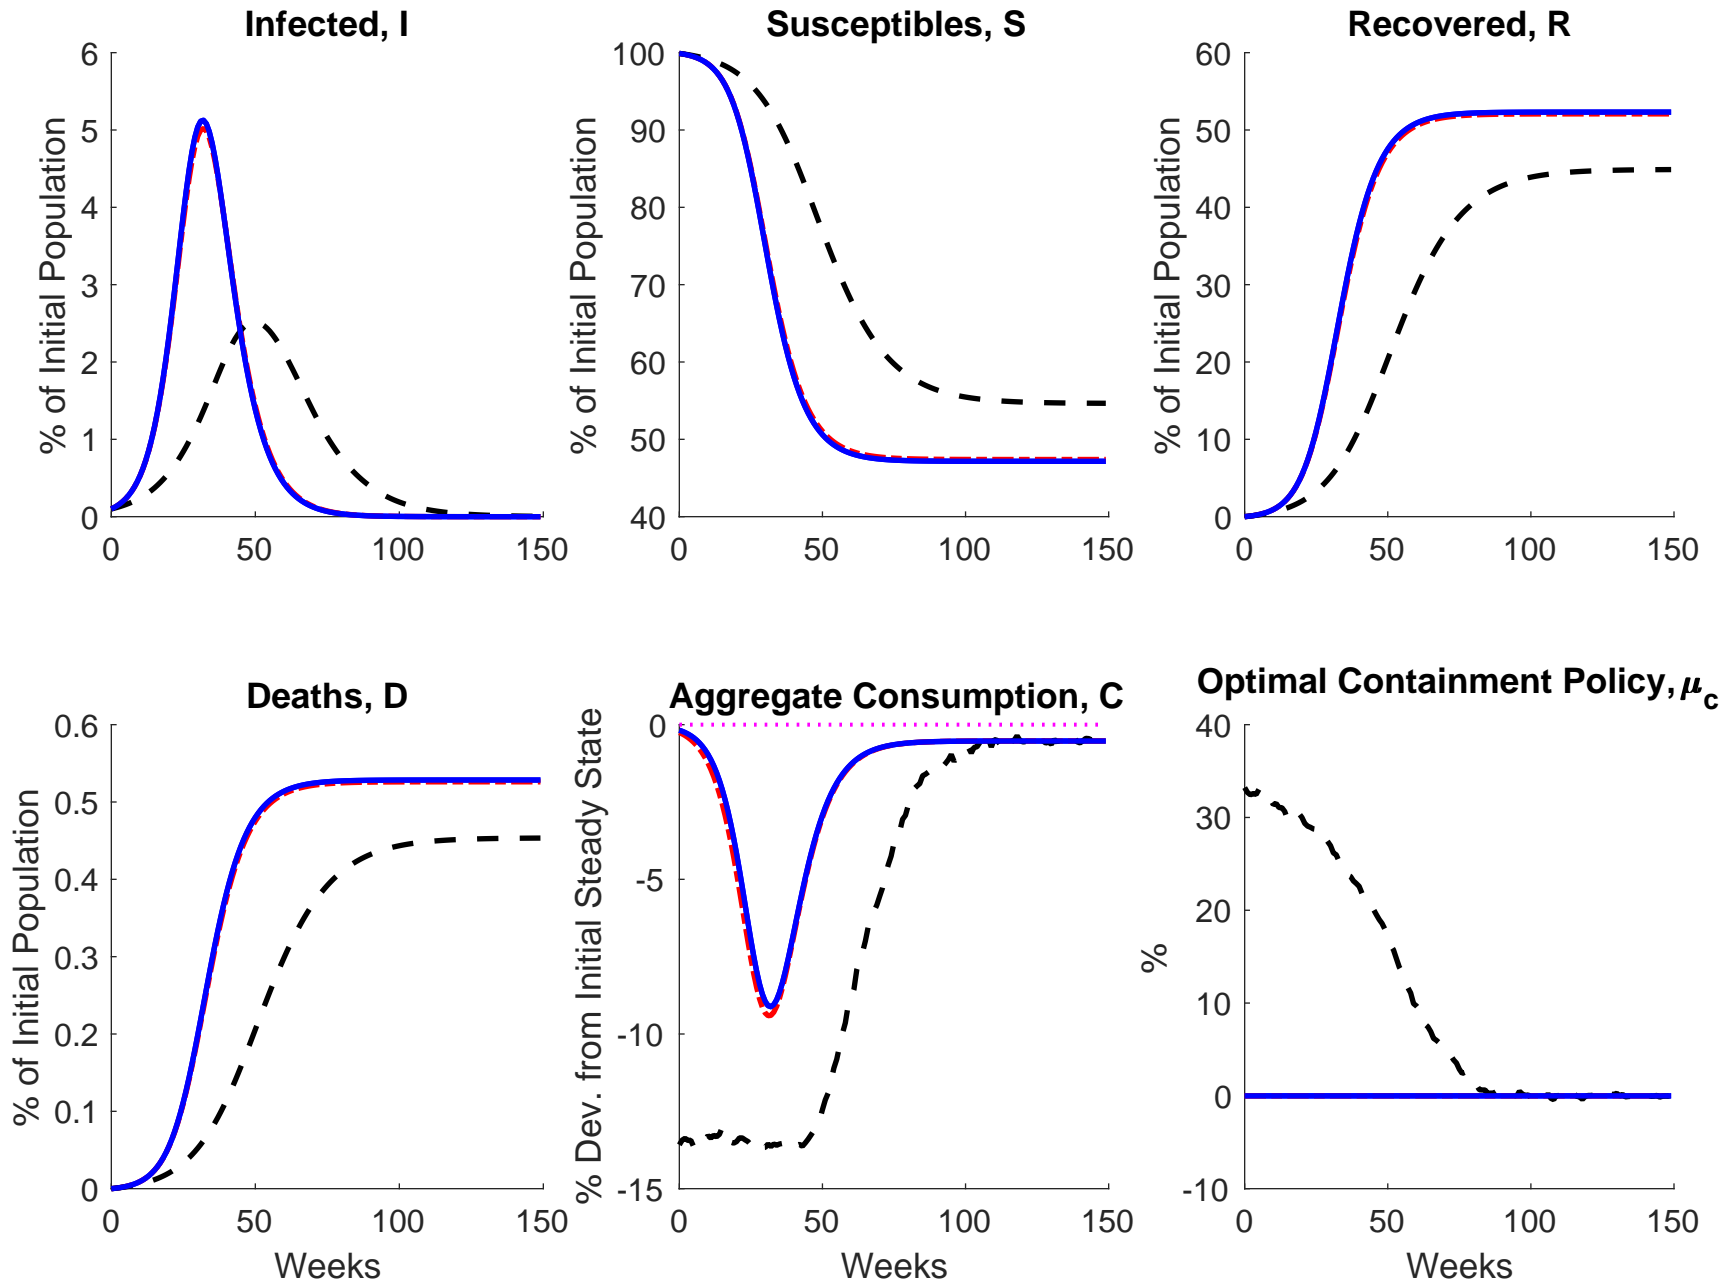 Infected, I
% of Initial Population
6
5
4
3
2
1
0
0 50 100 150
Susceptibles, S
% of Initial Population
100
90
80
70
60
50
40
0 50 100 150
Recovered, R
% of Initial Population
60
50
40
30
20
10
0
0 50 100 150
Deaths, D
% of Initial Population
0.6
0.5
0.4
0.3
0.2
0.1
0
0 50 100 150
Weeks
Aggregate Consumption, C
% Dev. from Initial Steady State
0
-5
-10
-15
0 50 100 150
Weeks
Optimal Containment Policy, μc
%
40
30
20
10
0
-10
0 50 100 150
Weeks